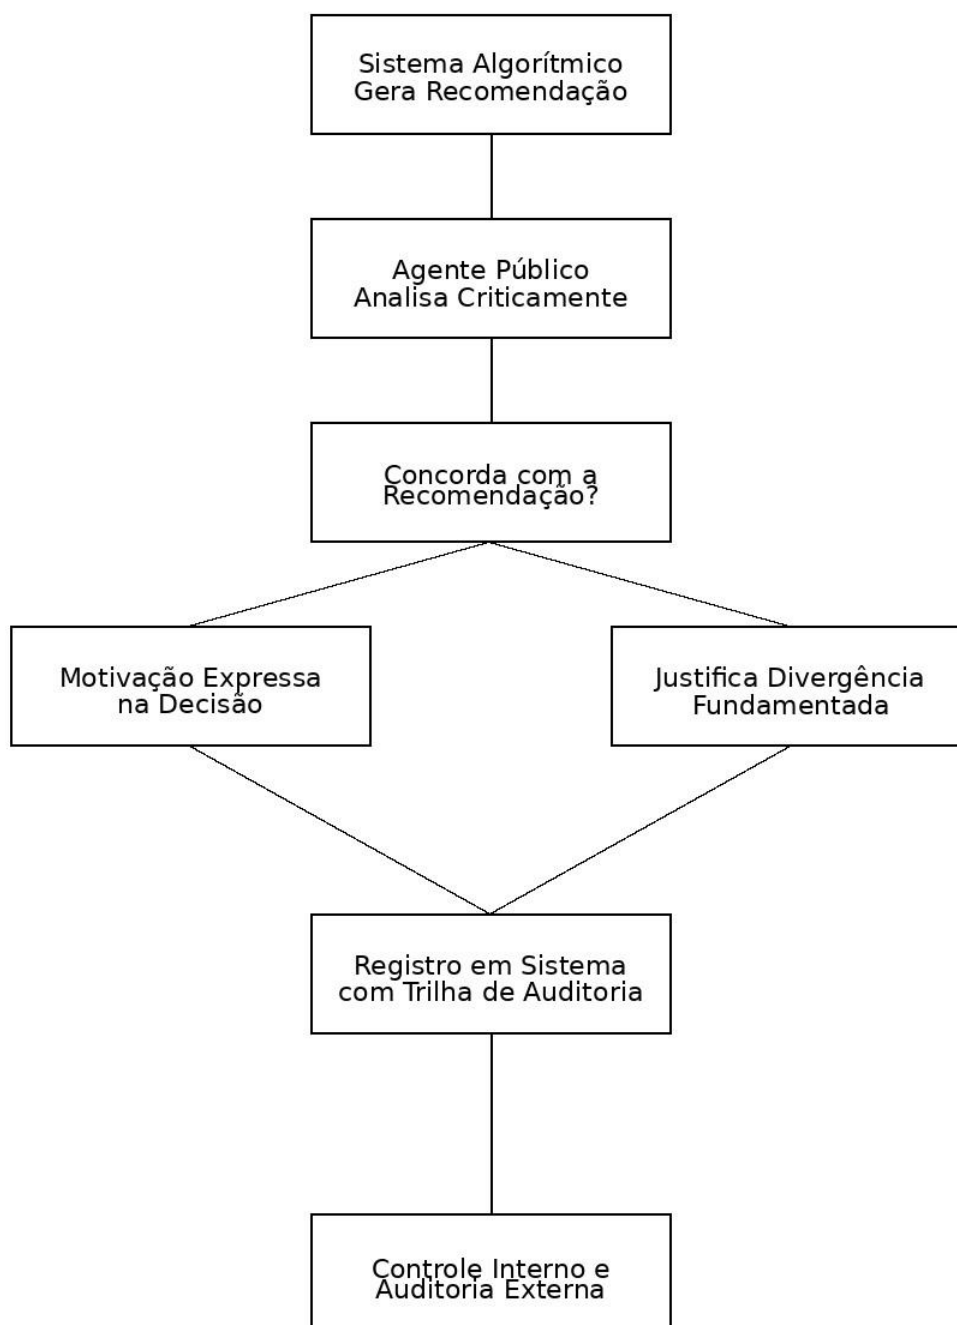 Sistema Algorítmico
Gera Recomendação
Agente Público
Analisa Criticamente
Concorda com a
Recomendação?
Motivação Expressa
na Decisão
Justifica Divergência
Fundamentada
Registro em Sistema
com Trilha de Auditoria
Controle Interno e
Auditoria Externa